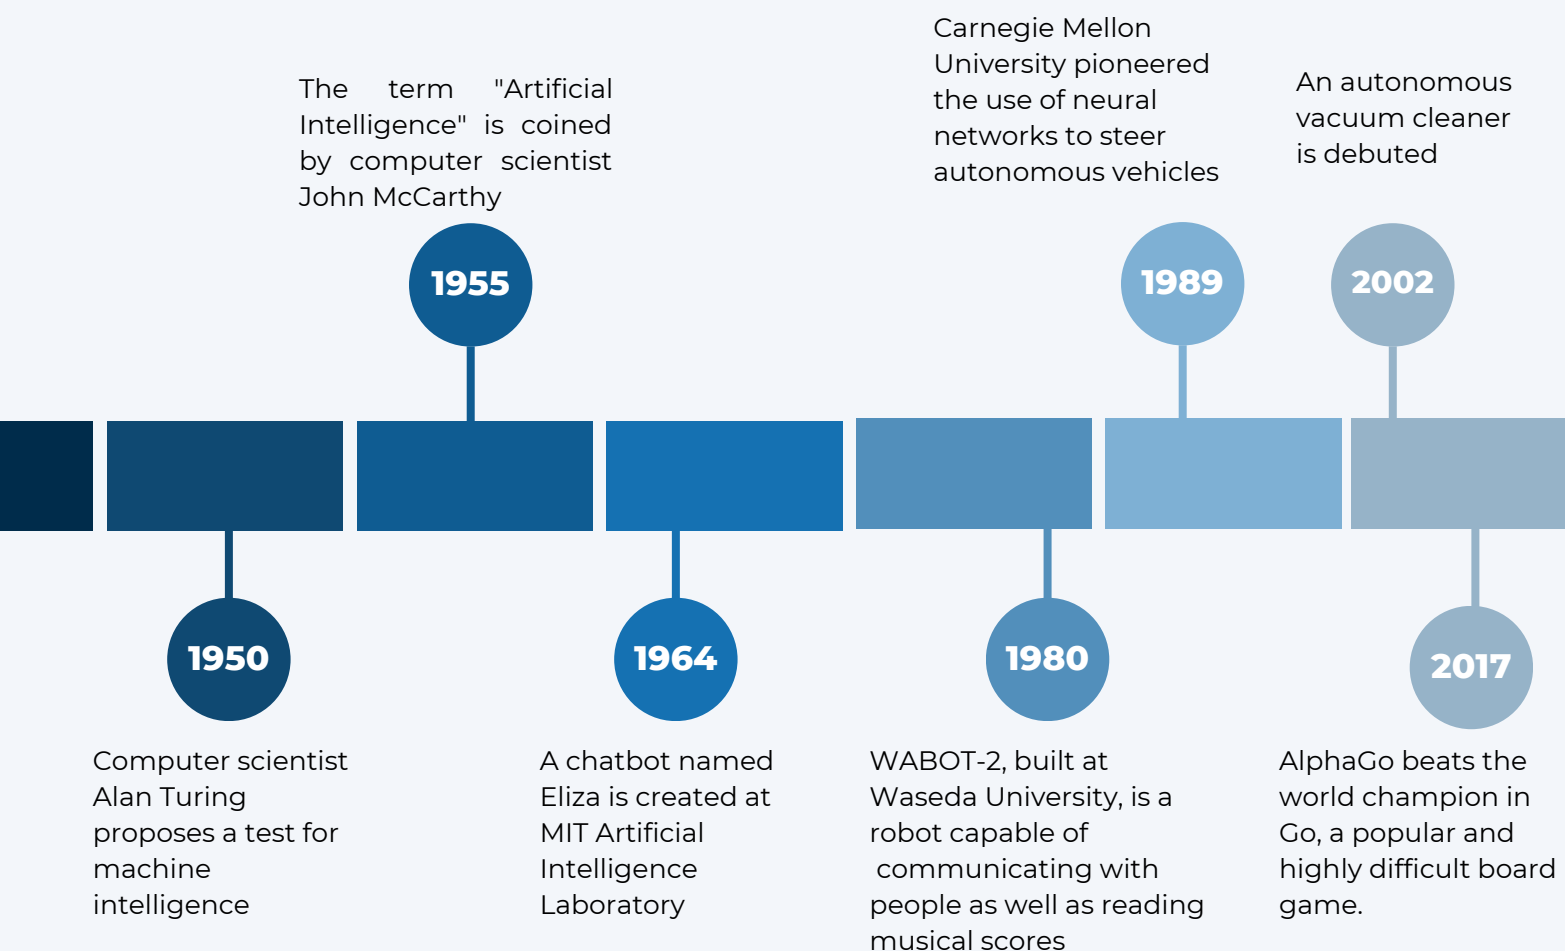 The term "Artificial
Intelligence" is coined
by computer scientist
John McCarthy
1955
Carnegie Mellon
University pioneered
the use of neural
networks to steer
autonomous vehicles
1989
An autonomous
vacuum cleaner
is debuted
2002
1950
Computer scientist
Alan Turing
proposes a test for
machine
intelligence
1964
A chatbot named
Eliza is created at
MIT Artificial
Intelligence
Laboratory
1980
WABOT-2, built at
Waseda University, is a
robot capable of
communicating with
people as well as reading
musical scores
2017
AlphaGo beats the
world champion in
Go, a popular and
highly difficult board
game.